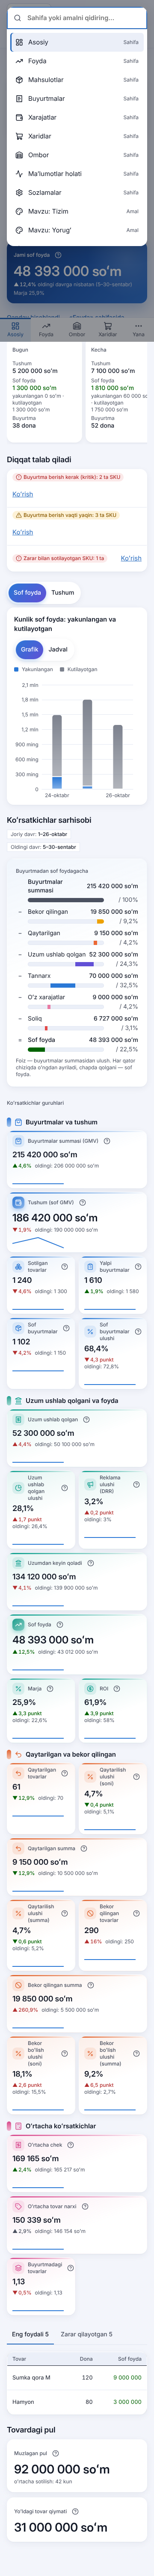 Sahifa yoki amalni qidiring...
Asosiy Sahifa
Foyda Sahifa
Mahsulotlar Sahifa
Buyurtmalar Sahifa
Xarajatlar Sahifa
Xaridlar Sahifa
Ombor Sahifa
Ma'lumotlar holati Sahifa
Sozlamalar Sahifa
Mavzu: Tizim Amal
Mavzu: Yorug' Amal
Jami sof foyda
48 393 000 so'm
▲ 12,4% oldingi davrga nisbatan (5–30-sentabr)
Marja 25,9%
Asosiy Foyda Ombor Xaridlar Yana
Bugun
Tushum
5 200 000 so'm
Sof foyda
1 300 000 so'm
yakunlangan 0 so'm ·
kutilayotgan
1 300 000 so'm
Buyurtma
38 dona
Kecha
Tushum
7 100 000 so'm
Sof foyda
1 810 000 so'm
yakunlangan 60 000 so'm
· kutilayotgan
1 750 000 so'm
Buyurtma
52 dona
Diqqat talab qiladi
Buyurtma berish kerak (kritik): 2 ta SKU
Ko'rish
Buyurtma berish vaqti yaqin: 3 ta SKU
Ko'rish
Zarar bilan sotilayotgan SKU: 1 ta Ko'rish
Sof foyda Tushum
Kunlik sof foyda: yakunlangan va
kutilayotgan
Grafik Jadval
Yakunlangan Kutilayotgan
2,1 mln
1,8 mln
1,5 mln
1,2 mln
900 ming
600 ming
300 ming
0
24-oktabr 26-oktabr
Ko'rsatkichlar sarhisobi
Joriy davr: 1–26-oktabr
Oldingi davr: 5–30-sentabr
Buyurtmadan sof foydagacha
Buyurtmalar
summasi 215 420 000 so'm
/ 100%
− Bekor qilingan 19 850 000 so'm
/ 9,2%
− Qaytarilgan 9 150 000 so'm
/ 4,2%
− Uzum ushlab qolgan 52 300 000 so'm
/ 24,3%
− Tannarx 70 000 000 so'm
/ 32,5%
− O'z xarajatlar 9 000 000 so'm
/ 4,2%
− Soliq 6 727 000 so'm
/ 3,1%
= Sof foyda 48 393 000 so'm
/ 22,5%
Foiz — buyurtmalar summasidan ulush. Har qator
chiziqda o'ngdan ayriladi, chapda qolgani — sof
foyda.
Ko'rsatkichlar guruhlari
Buyurtmalar va tushum
Buyurtmalar summasi (GMV)
215 420 000 so'm
▲ 4,6% oldingi: 206 000 000 so'm
Tushum (sof GMV)
186 420 000 so'm
▼ 1,9% oldingi: 190 000 000 so'm
Sotilgan
tovarlar
1 240
▼ 4,6% oldingi: 1 300
Yalpi
buyurtmalar
1 610
▲ 1,9% oldingi: 1 580
Sof
buyurtmalar
1 102
▼ 4,2% oldingi: 1 150
Sof
buyurtmalar
ulushi
68,4%
▼ 4,3 punkt
oldingi: 72,8%
Uzum ushlab qolgani va foyda
Uzum ushlab qolgan
52 300 000 so'm
▲ 4,4% oldingi: 50 100 000 so'm
Uzum
ushlab
qolgan
ulushi
28,1%
▲ 1,7 punkt
oldingi: 26,4%
Reklama
ulushi
(DRR)
3,2%
▲ 0,2 punkt
oldingi: 3%
Uzumdan keyin qoladi
134 120 000 so'm
▼ 4,1% oldingi: 139 900 000 so'm
Sof foyda
48 393 000 so'm
▲ 12,5% oldingi: 43 012 000 so'm
Marja
25,9%
▲ 3,3 punkt
oldingi: 22,6%
ROI
61,9%
▲ 3,9 punkt
oldingi: 58%
Qaytarilgan va bekor qilingan
Qaytarilgan
tovarlar
61
▼ 12,9% oldingi: 70
Qaytarilish
ulushi
(soni)
4,7%
▼ 0,4 punkt
oldingi: 5,1%
Qaytarilgan summa
9 150 000 so'm
▼ 12,9% oldingi: 10 500 000 so'm
Qaytarilish
ulushi
(summa)
4,7%
▼ 0,6 punkt
oldingi: 5,2%
Bekor
qilingan
tovarlar
290
▲ 16% oldingi: 250
Bekor qilingan summa
19 850 000 so'm
▲ 260,9% oldingi: 5 500 000 so'm
Bekor
bo'lish
ulushi
(soni)
18,1%
▲ 2,6 punkt
oldingi: 15,5%
Bekor
bo'lish
ulushi
(summa)
9,2%
▲ 6,5 punkt
oldingi: 2,7%
O'rtacha ko'rsatkichlar
O'rtacha chek
169 165 so'm
▲ 2,4% oldingi: 165 217 so'm
O'rtacha tovar narxi
150 339 so'm
▲ 2,9% oldingi: 146 154 so'm
Buyurtmadagi
tovarlar
1,13
▼ 0,5% oldingi: 1,13
Eng foydali 5 Zarar qilayotgan 5
Tovar Dona Sof foyda
Sumka qora M 120 9 000 000
Hamyon 80 3 000 000
Tovardagi pul
Muzlagan pul
92 000 000 so'm
o'rtacha sotilish: 42 kun
Yo'ldagi tovar qiymati
31 000 000 so'm